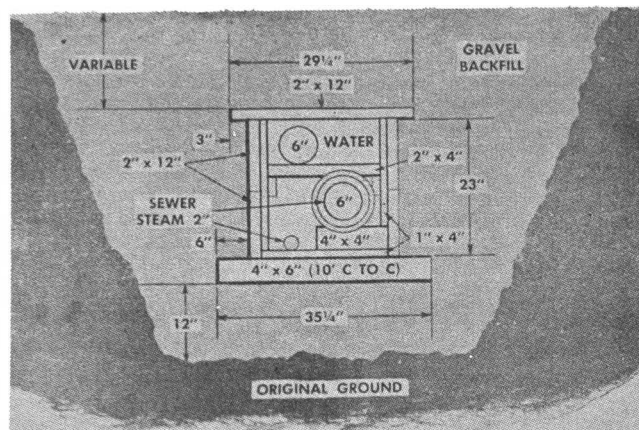 VARIABLE
29¼"
2" x 12"
GRAVEL
BACKFILL
3"
6"
WATER
2" x 12"
2" x 4"
SEWER
STEAM 2"
6"
23"
6"
4" x 4"
1" x 4"
4" x 6" (10' C TO C)
12"
35¼"
ORIGINAL GROUND